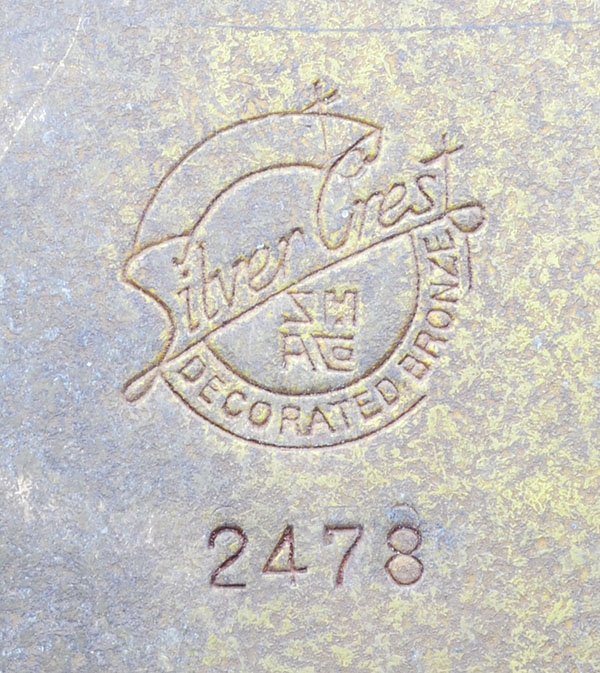 Silver Crest
DECORATED BRONZE
2478